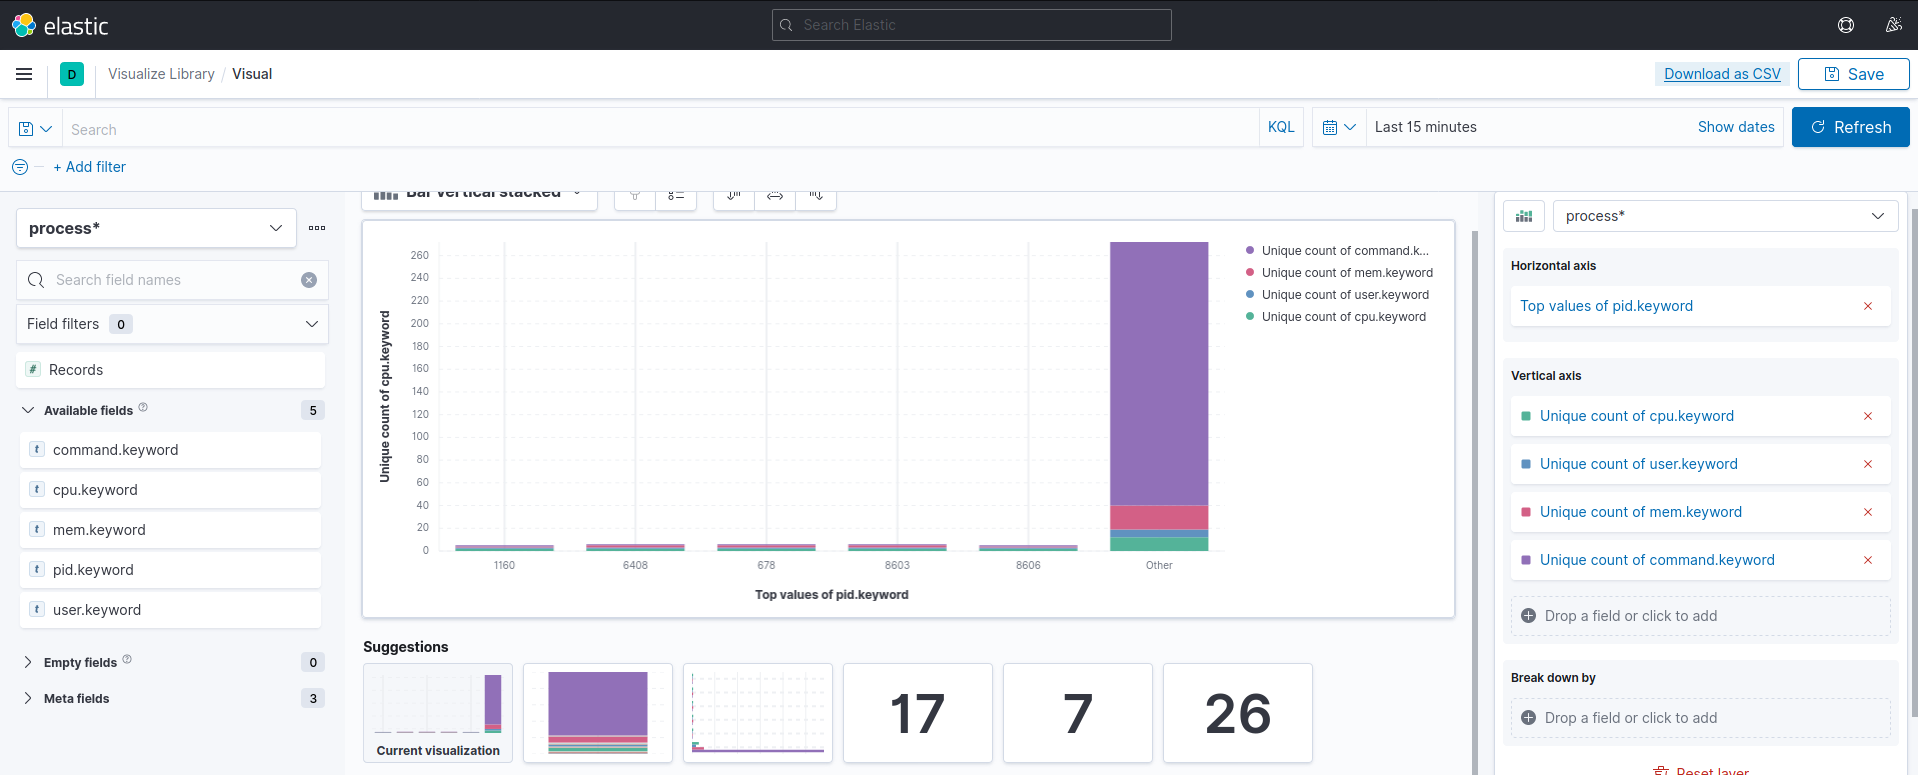 elastic
Search Elastic
D
Visualize Library / Visual
Download as CSV
Save
Search
KQL
Last 15 minutes
Show dates
Refresh
+ Add filter
process*
Search field names
Field filters 0
# Records
Available fields 5
t command.keyword
t cpu.keyword
t mem.keyword
t pid.keyword
t user.keyword
Empty fields 0
Meta fields 3
Bar vertical stacked
Unique count of cpu.keyword
260
240
220
200
180
160
140
120
100
80
60
40
20
0
1160
6408
678
8603
8606
Other
Top values of pid.keyword
Unique count of command.k...
Unique count of mem.keyword
Unique count of user.keyword
Unique count of cpu.keyword
Suggestions
Current visualization
17
7
26
process*
Horizontal axis
Top values of pid.keyword
Vertical axis
Unique count of cpu.keyword
Unique count of user.keyword
Unique count of mem.keyword
Unique count of command.keyword
Drop a field or click to add
Break down by
Drop a field or click to add
Reset layer